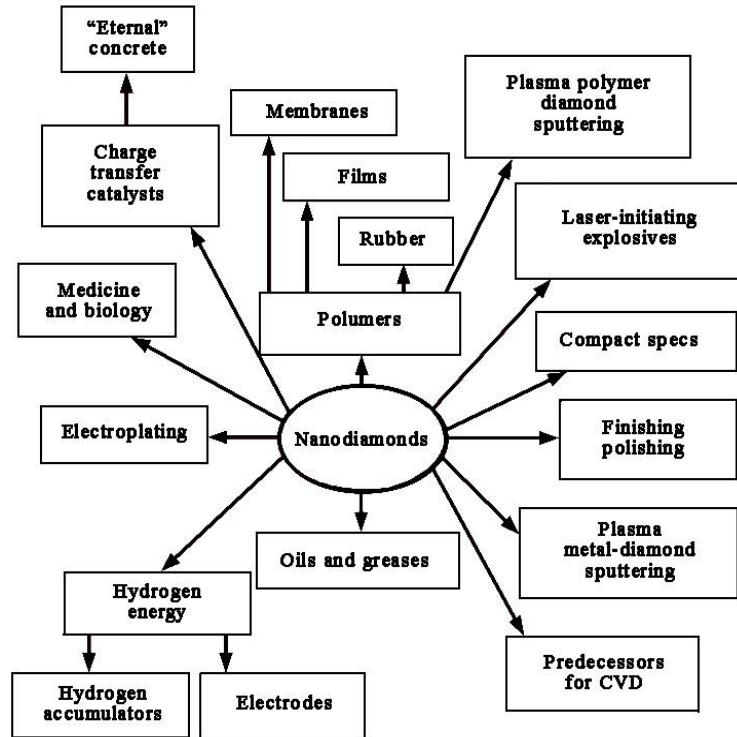 “Eternal”
concrete
Charge
transfer
catalysts
Membranes
Films
Rubber
Plasma polymer
diamond
sputtering
Laser-initiating
explosives
Medicine
and biology
Polumers
Compact specs
Electroplating
Nanodiamonds
Finishing
polishing
Oils and greases
Plasma
metal-diamond
sputtering
Hydrogen
energy
Predecessors
for CVD
Hydrogen
accumulators
Electrodes